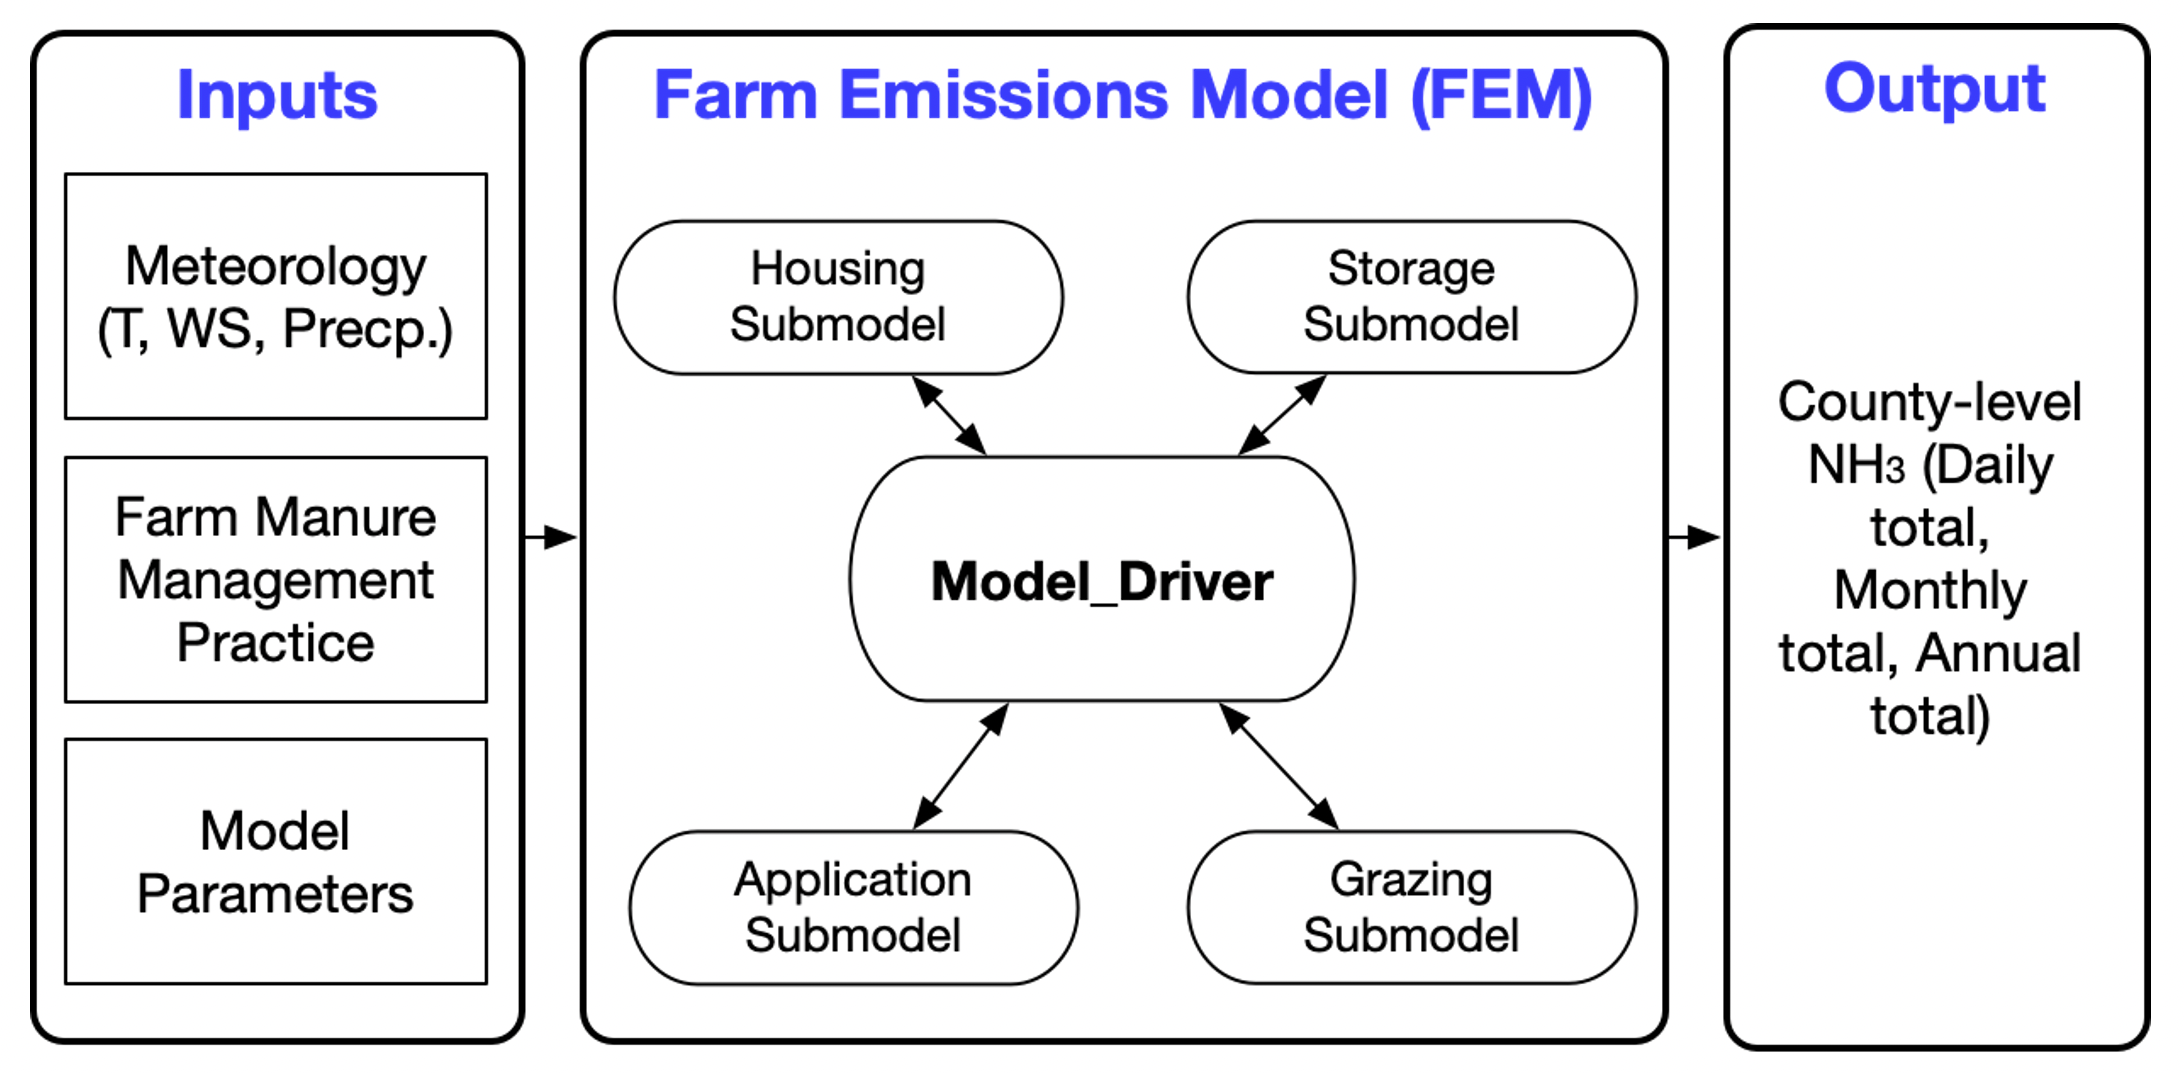 Inputs
Meteorology
(T, WS, Precp.)
Farm Manure
Management
Practice
Model
Parameters
Farm Emissions Model (FEM)
Housing
Submodel
Storage
Submodel
Model_Driver
Application
Submodel
Grazing
Submodel
Output
County-level
NH₃ (Daily
total,
Monthly
total, Annual
total)